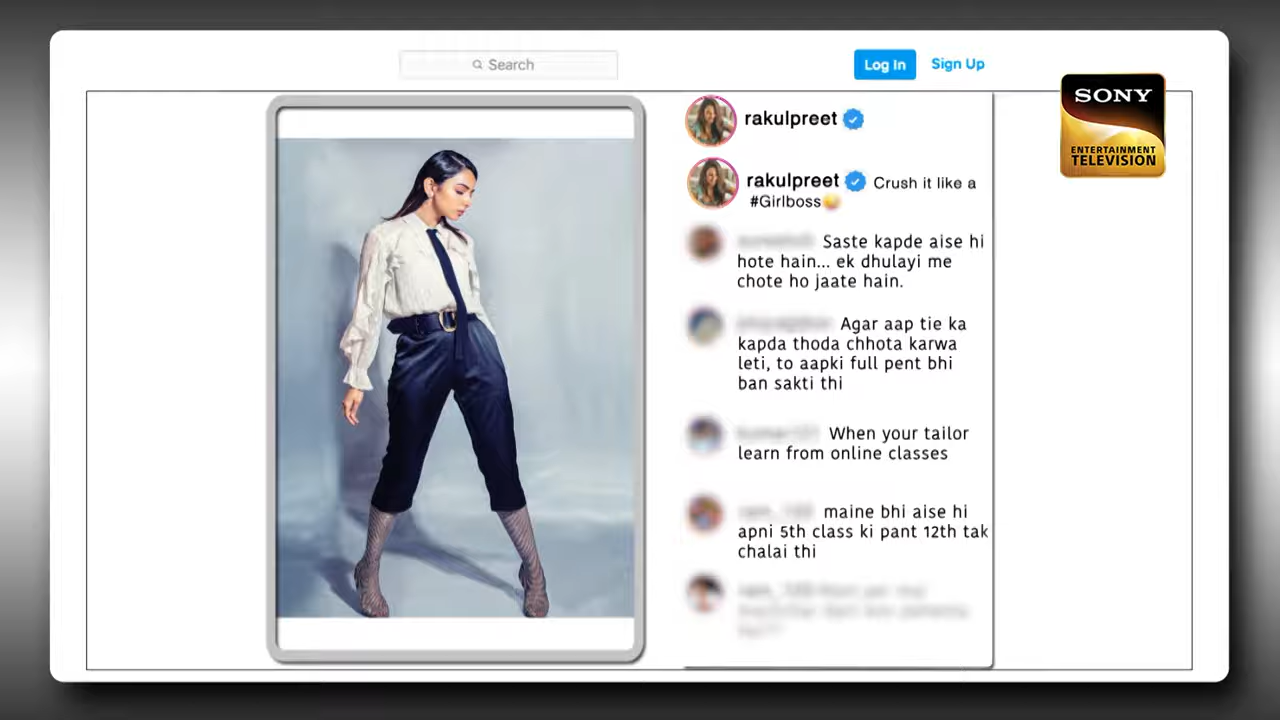 Search
Log In
Sign Up
SONY
ENTERTAINMENT
TELEVISION
rakulpreet
rakulpreet Crush it like a
#Girlboss
Saste kapde aise hi
hote hain... ek dhulayi me
chote ho jaate hain.
Agar aap tie ka
kapda thoda chhota karwa
leti, to aapki full pent bhi
ban sakti thi
When your tailor
learn from online classes
maine bhi aise hi
apni 5th class ki pant 12th tak
chalai thi